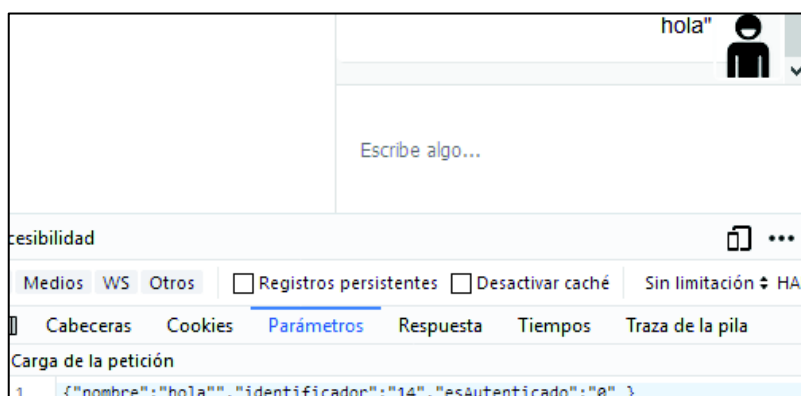 hola"
Escribe algo...
cesibilidad
Medios WS Otros Registros persistentes Desactivar caché Sin limitación HA
Cabeceras Cookies Parámetros Respuesta Tiempos Traza de la pila
Carga de la petición
1 {"nombre":"hola"","identificador":"14","esAutenticado":"0" }